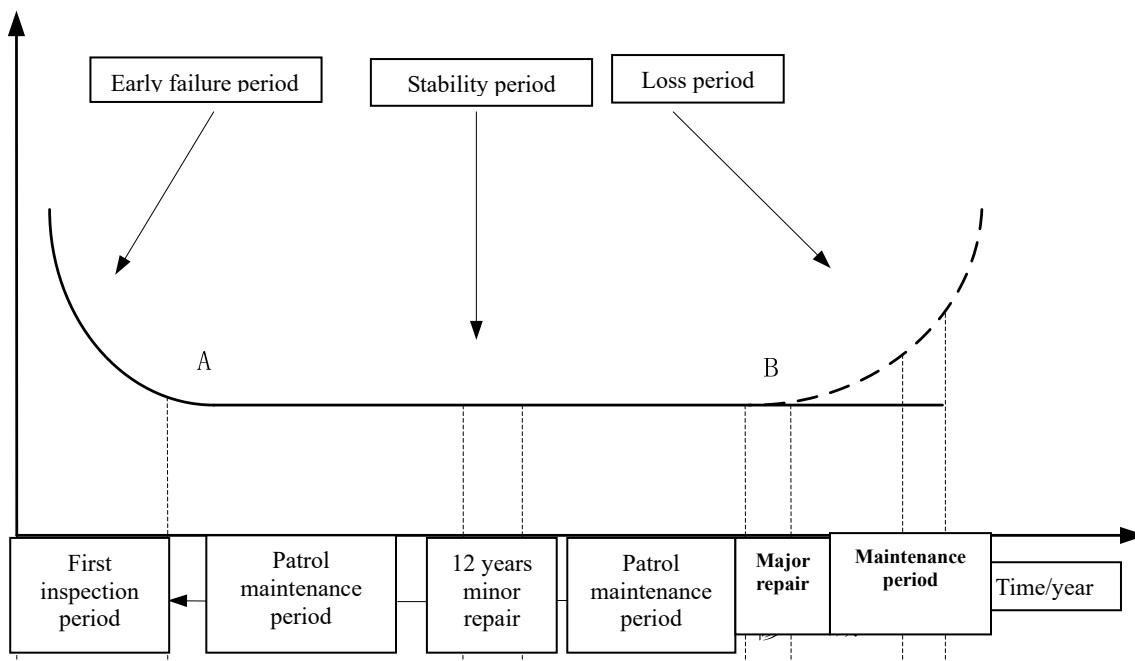 Early failure period
Stability period
Loss period
A
B
First
inspection
period
Patrol
maintenance
period
12 years
minor
repair
Patrol
maintenance
period
Major
repair
Maintenance
period
Time/year